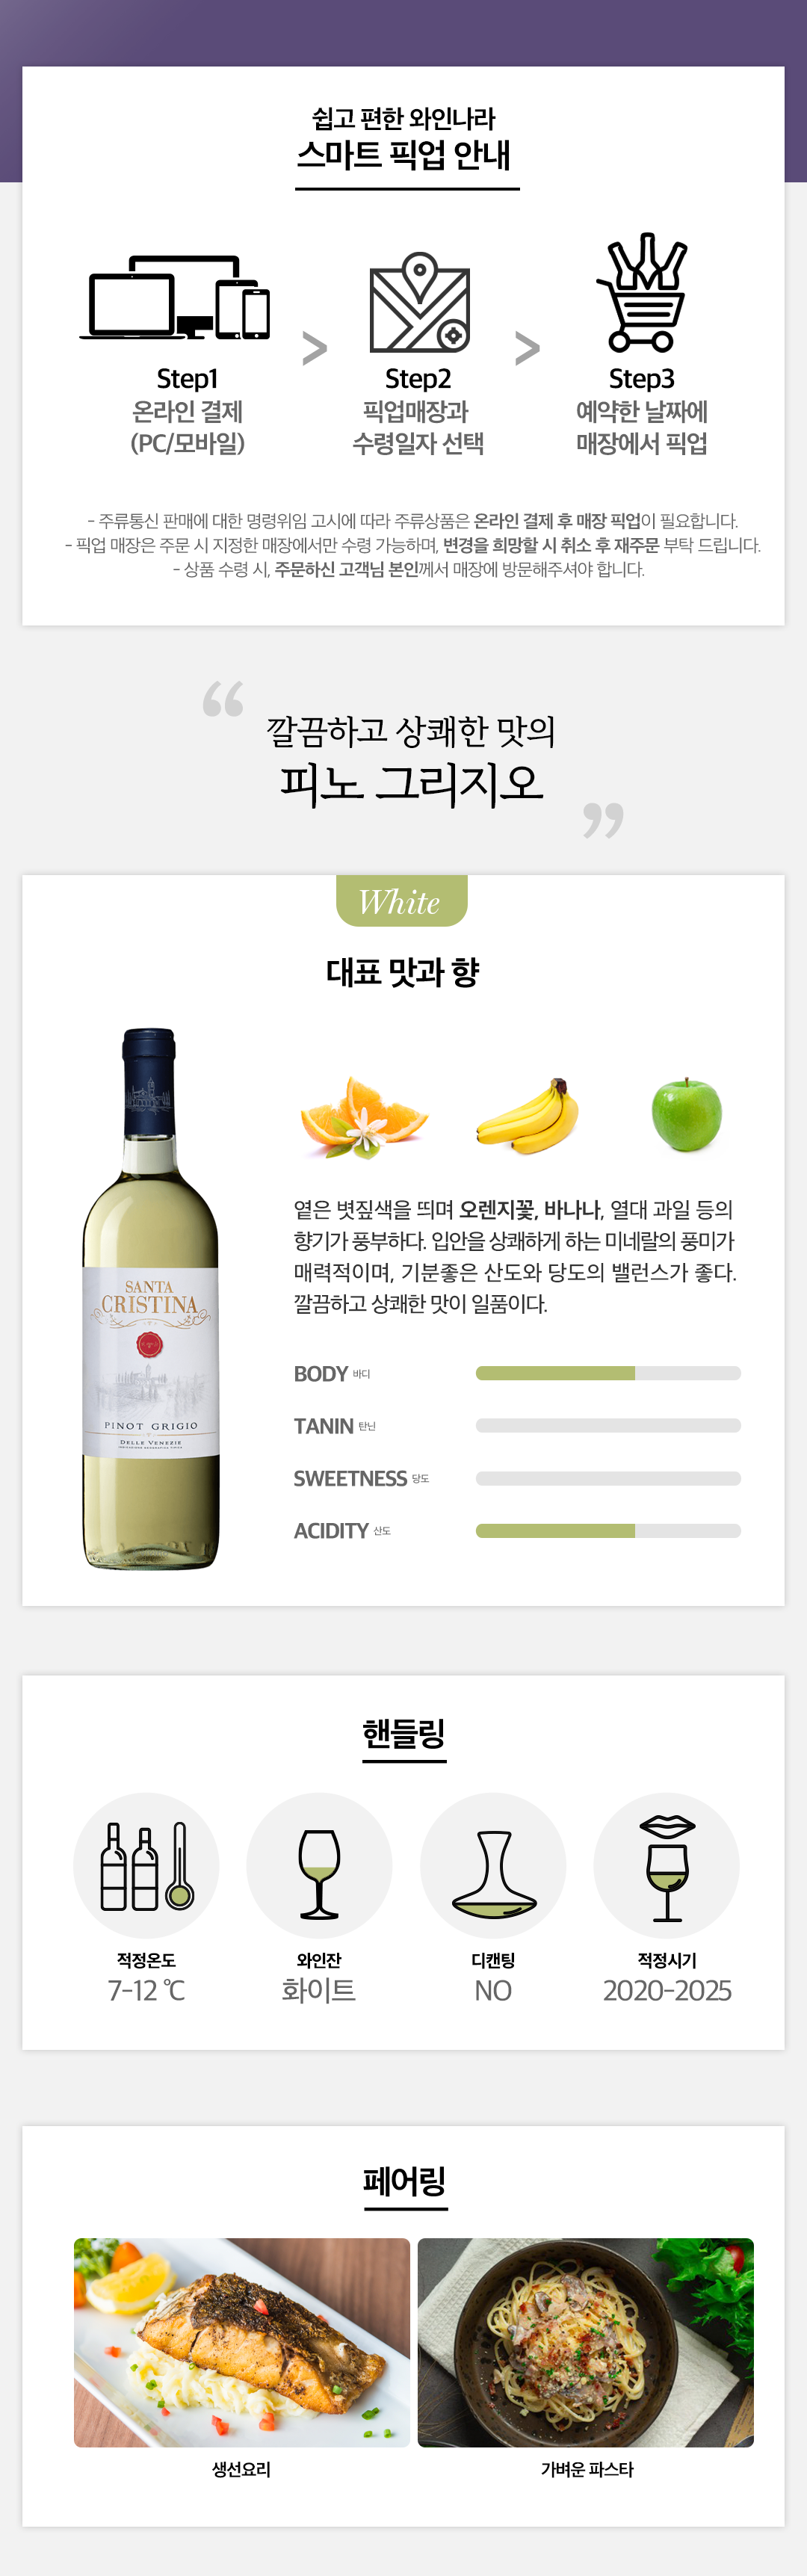 쉽고 편한 와인나라
스마트 픽업 안내
Step1
온라인 결제
(PC/모바일)
>
Step2
픽업매장과
수령일자 선택
>
Step3
예약한 날짜에
매장에서 픽업
- 주류통신 판매에 대한 명령위임 고시에 따라 주류상품은 온라인 결제 후 매장 픽업이 필요합니다.
- 픽업 매장은 주문 시 지정한 매장에서만 수령 가능하며, 변경을 희망할 시 취소 후 재주문 부탁 드립니다.
- 상품 수령 시, 주문하신 고객님 본인께서 매장에 방문해주셔야 합니다.
“ 깔끔하고 상쾌한 맛의
피노 그리지오 ”
White
대표 맛과 향
SANTA
CRISTINA
PINOT GRIGIO
DELLE VENEZIE
옅은 볏짚색을 띄며 오렌지꽃, 바나나, 열대 과일 등의
향기가 풍부하다. 입안을 상쾌하게 하는 미네랄의 풍미가
매력적이며, 기분좋은 산도와 당도의 밸런스가 좋다.
깔끔하고 상쾌한 맛이 일품이다.
BODY 바디
TANIN 탄닌
SWEETNESS 당도
ACIDITY 산도
핸들링
적정온도
7-12 ℃
와인잔
화이트
디캔팅
NO
적정시기
2020-2025
페어링
생선요리
가벼운 파스타